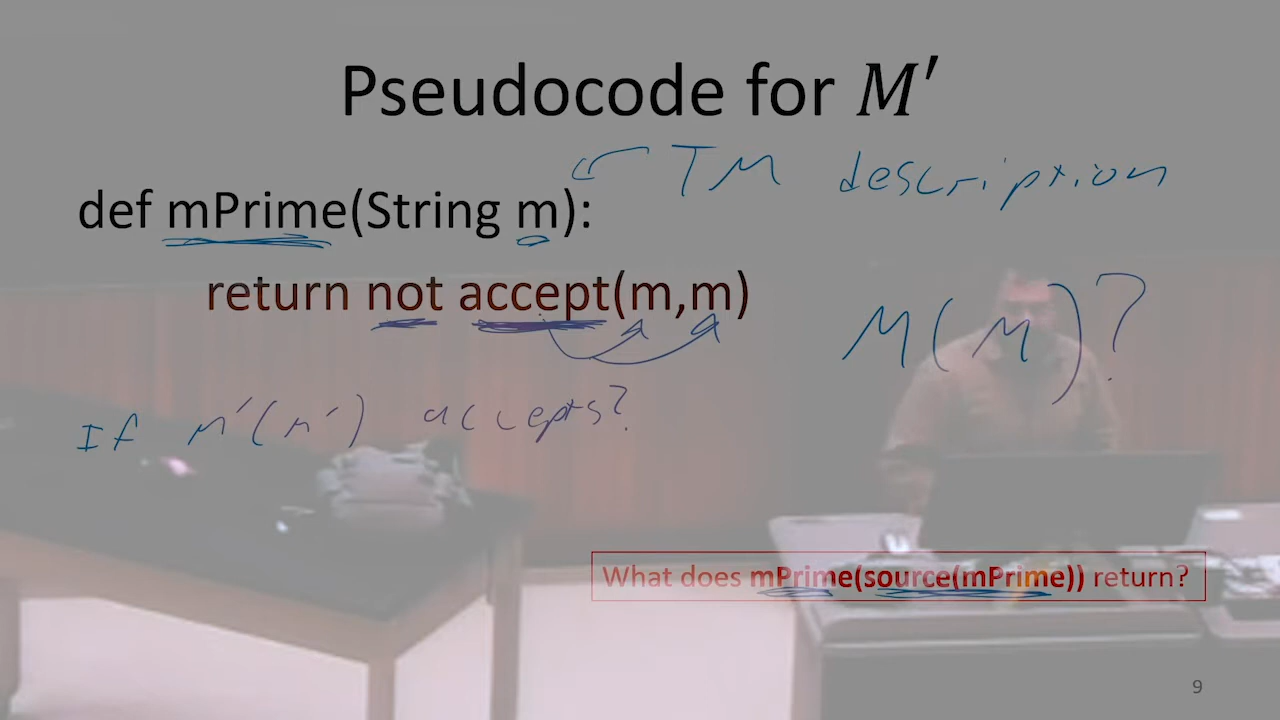 Pseudocode for M′
TM description
def mPrime(String m):
return not accept(m,m)
M(M)?
If M′(M′) accepts?
What does mPrime(source(mPrime)) return?
9